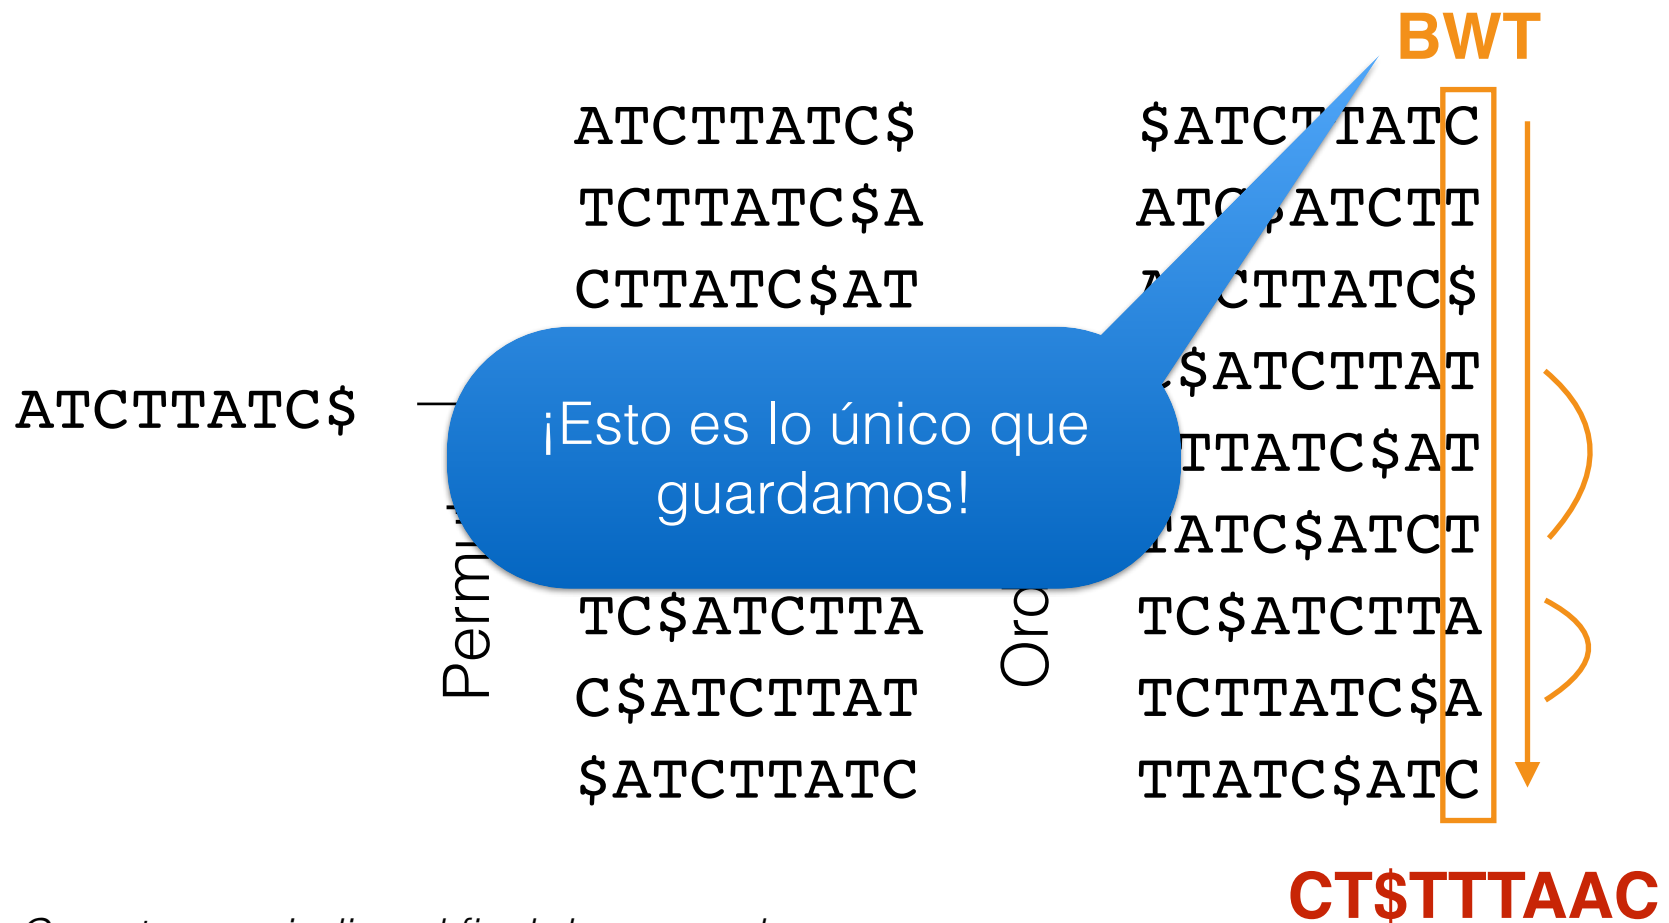 BWT
ATCTTATC$
TCTTATC$A
CTTATC$AT
TC$ATCTTA
C$ATCTTAT
$ATCTTATC
$ATCTTATC
ATC$ATCTT
CTTATC$
$ATCTTAT
TTATC$AT
TATC$ATCT
TC$ATCTTA
TCTTATC$A
TTATC$ATC
ATCTTATC$
¡Esto es lo único que
guardamos!
CT$TTTAAC